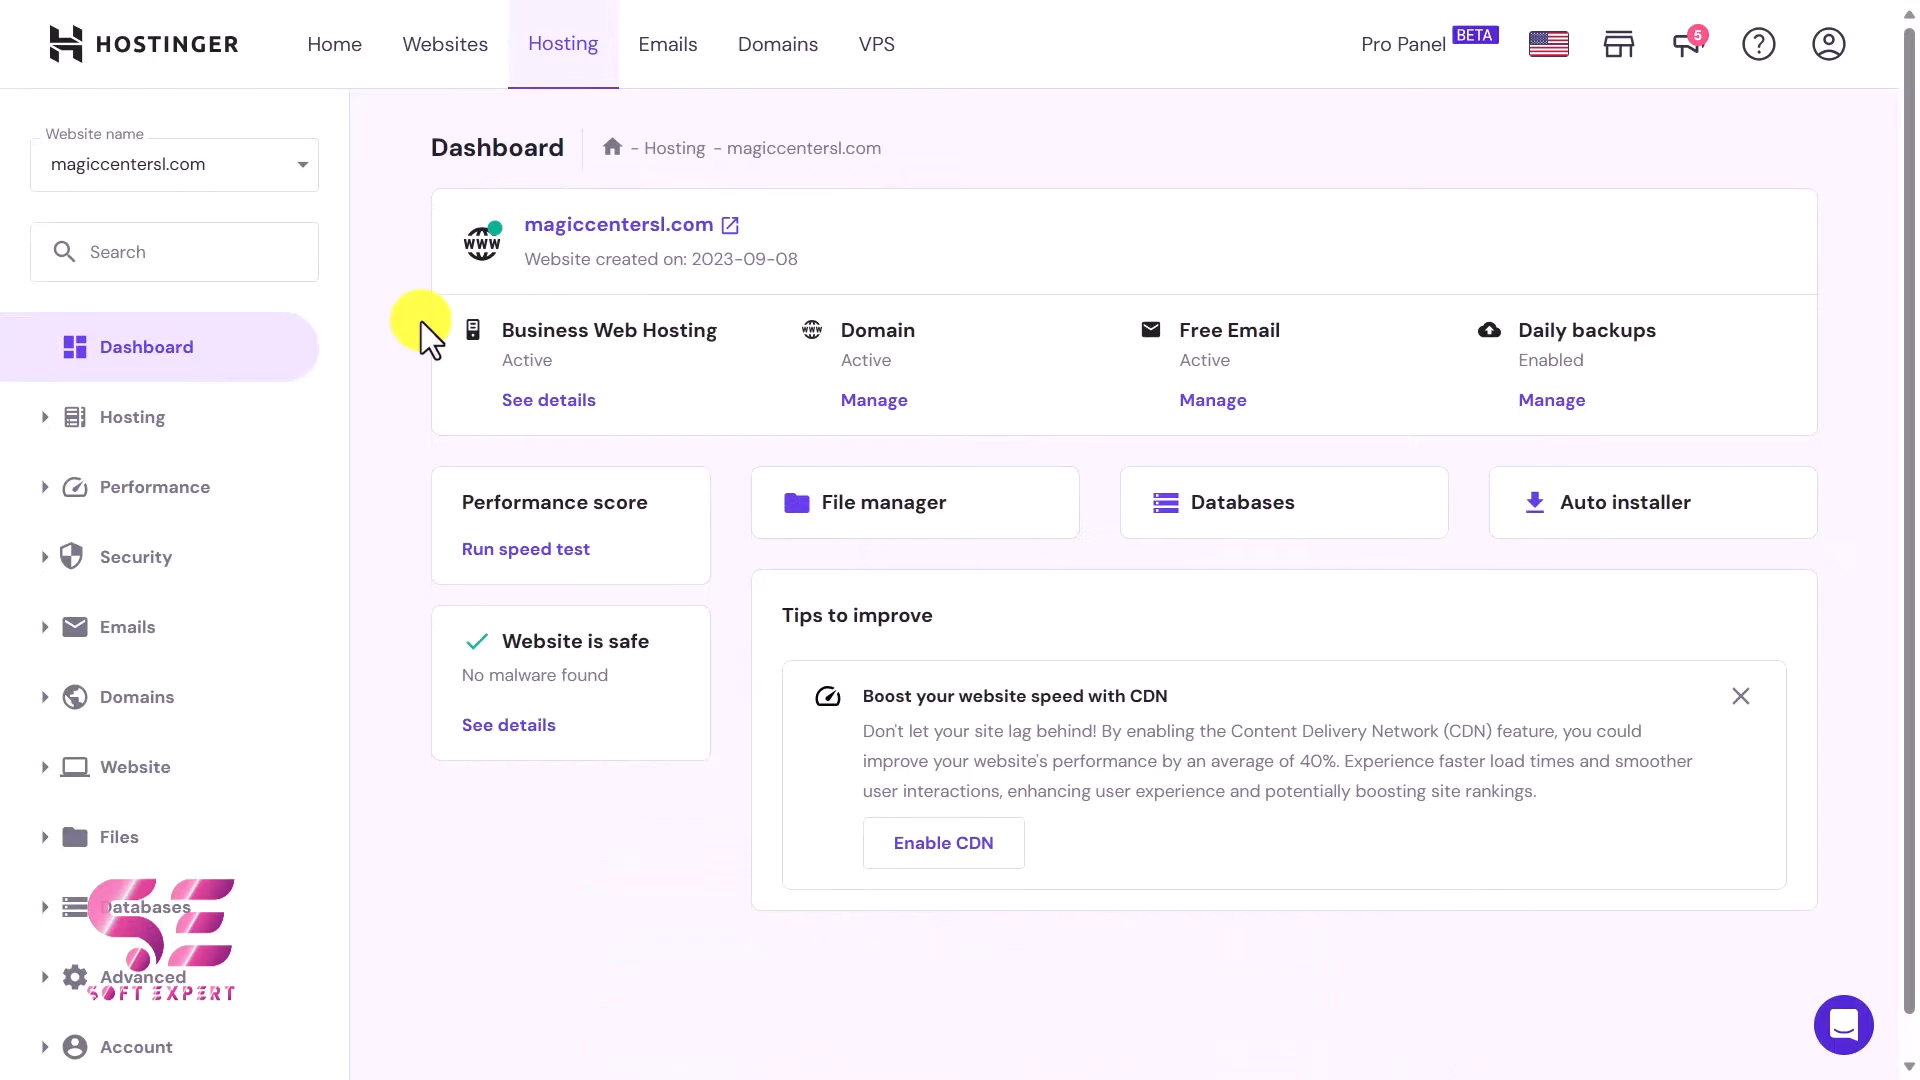 HOSTINGER
Home
Websites
Hosting
Emails
Domains
VPS
Pro Panel
BETA
5
Website name
magiccentersl.com
Search
Dashboard
Hosting
Performance
Security
Emails
Domains
Website
Files
Databases
Advanced
SE
SOFT EXPERT
Account
Dashboard
- Hosting - magiccentersl.com
www
magiccentersl.com
Website created on: 2023-09-08
Business Web Hosting
Active
See details
www
Domain
Active
Manage
Free Email
Active
Manage
Daily backups
Enabled
Manage
Performance score
Run speed test
File manager
Databases
Auto installer
Website is safe
No malware found
See details
Tips to improve
Boost your website speed with CDN
Don't let your site lag behind! By enabling the Content Delivery Network (CDN) feature, you could
improve your website's performance by an average of 40%. Experience faster load times and smoother
user interactions, enhancing user experience and potentially boosting site rankings.
Enable CDN